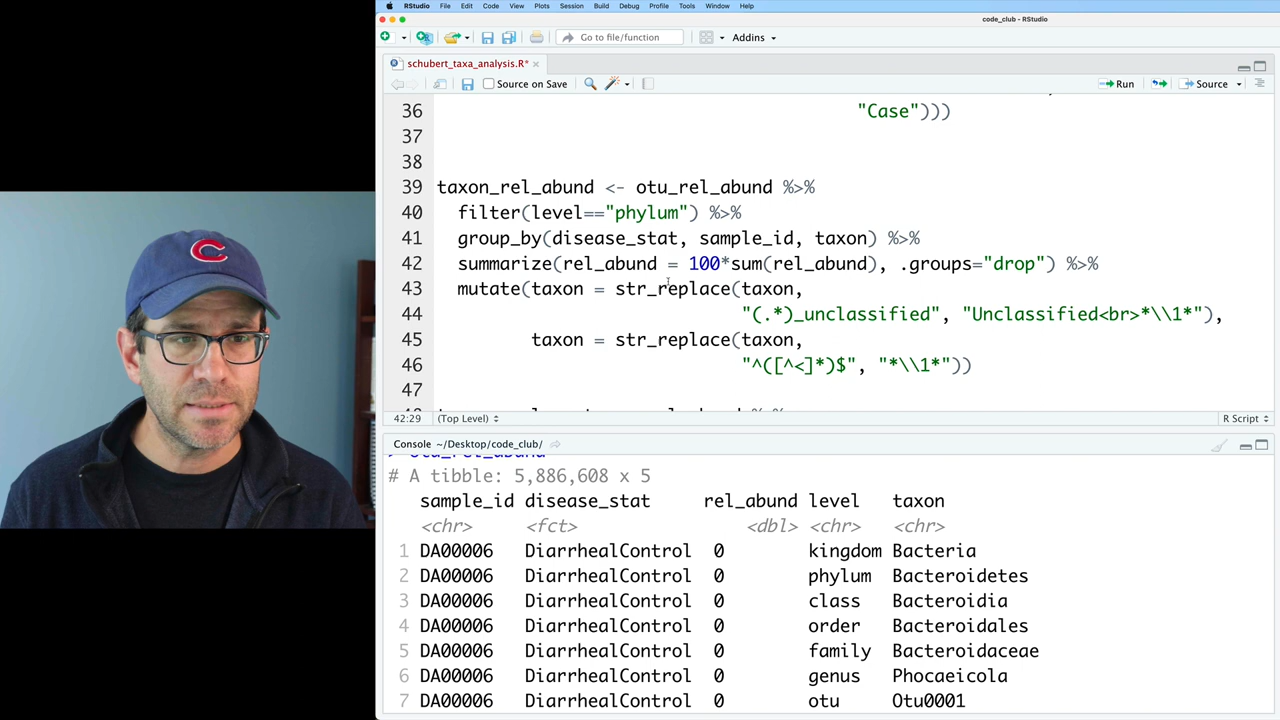 RStudio File Edit Code View Plots Session Build Debug Profile Tools Window Help
code_club - RStudio
Go to file/function Addins
schubert_taxa_analysis.R*
Source on Save Run Source
36 "Case")))
37
38
39 taxon_rel_abund <- otu_rel_abund %>%
40 filter(level=="phylum") %>%
41 group_by(disease_stat, sample_id, taxon) %>%
42 summarize(rel_abund = 100*sum(rel_abund), .groups="drop") %>%
43 mutate(taxon = str_replace(taxon,
44 "(.*)_unclassified", "Unclassified<br>*\\1*"),
45 taxon = str_replace(taxon,
46 "^([^<]*)$", "*\\1*"))
47
42:29 (Top Level) R Script
Console ~/Desktop/code_club/
> otu_rel_abund
# A tibble: 5,886,608 x 5
sample_id disease_stat rel_abund level taxon
<chr> <fct> <dbl> <chr> <chr>
1 DA00006 DiarrhealControl 0 kingdom Bacteria
2 DA00006 DiarrhealControl 0 phylum Bacteroidetes
3 DA00006 DiarrhealControl 0 class Bacteroidia
4 DA00006 DiarrhealControl 0 order Bacteroidales
5 DA00006 DiarrhealControl 0 family Bacteroidaceae
6 DA00006 DiarrhealControl 0 genus Phocaeicola
7 DA00006 DiarrhealControl 0 otu Otu0001